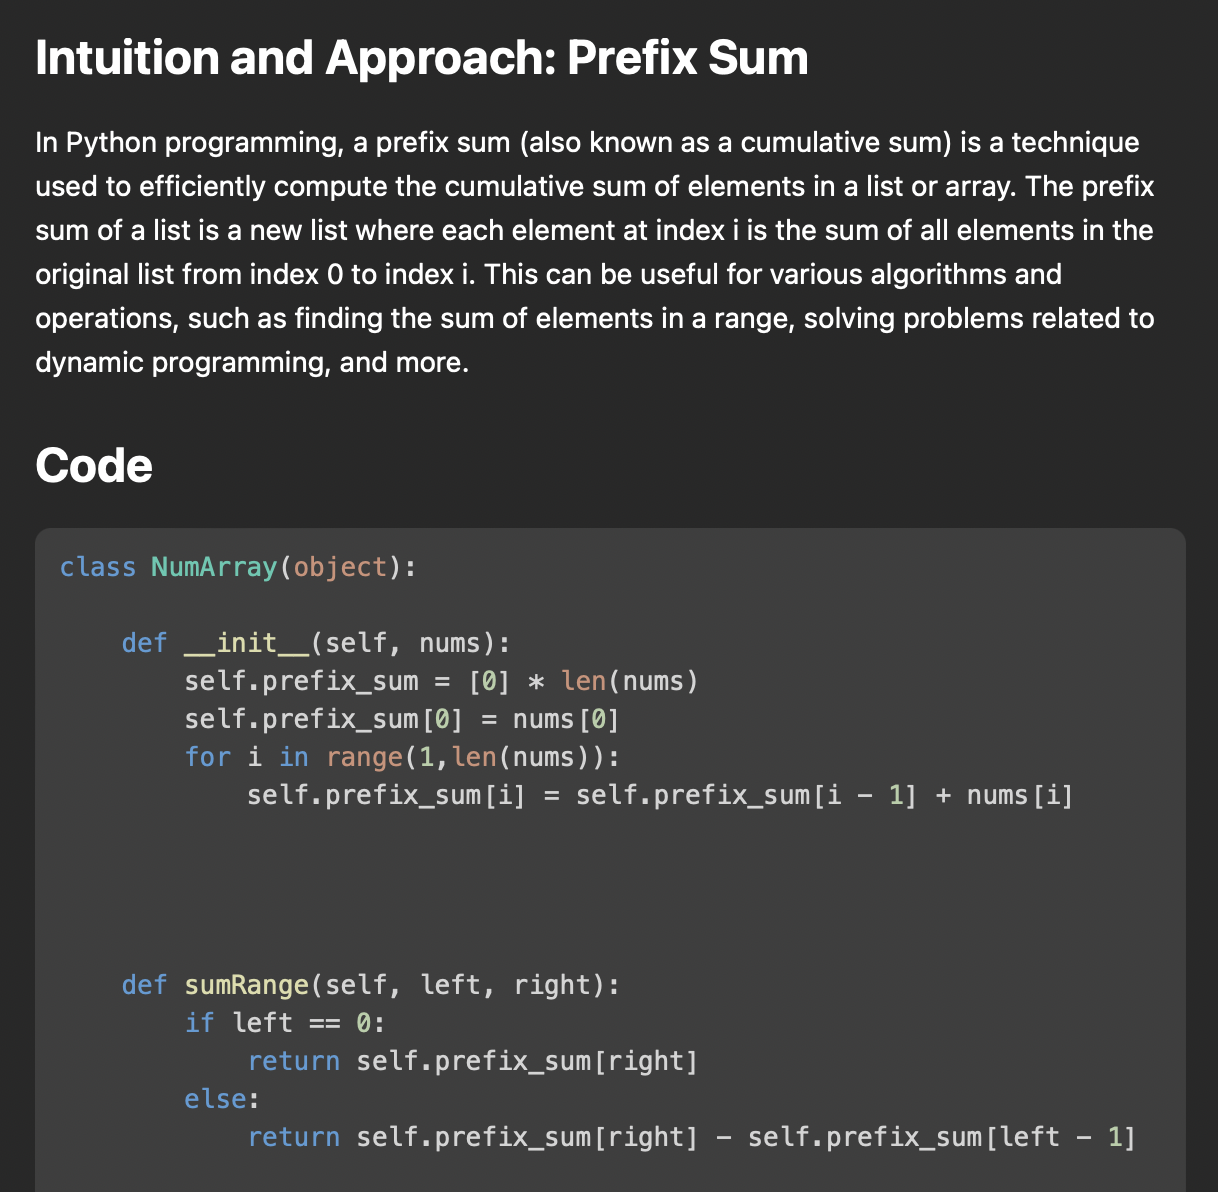 Intuition and Approach: Prefix Sum
In Python programming, a prefix sum (also known as a cumulative sum) is a technique
used to efficiently compute the cumulative sum of elements in a list or array. The prefix
sum of a list is a new list where each element at index i is the sum of all elements in the
original list from index 0 to index i. This can be useful for various algorithms and
operations, such as finding the sum of elements in a range, solving problems related to
dynamic programming, and more.
Code
class NumArray(object):
    def __init__(self, nums):
        self.prefix_sum = [0] * len(nums)
        self.prefix_sum[0] = nums[0]
        for i in range(1,len(nums)):
            self.prefix_sum[i] = self.prefix_sum[i - 1] + nums[i]
    def sumRange(self, left, right):
        if left == 0:
            return self.prefix_sum[right]
        else:
            return self.prefix_sum[right] - self.prefix_sum[left - 1]